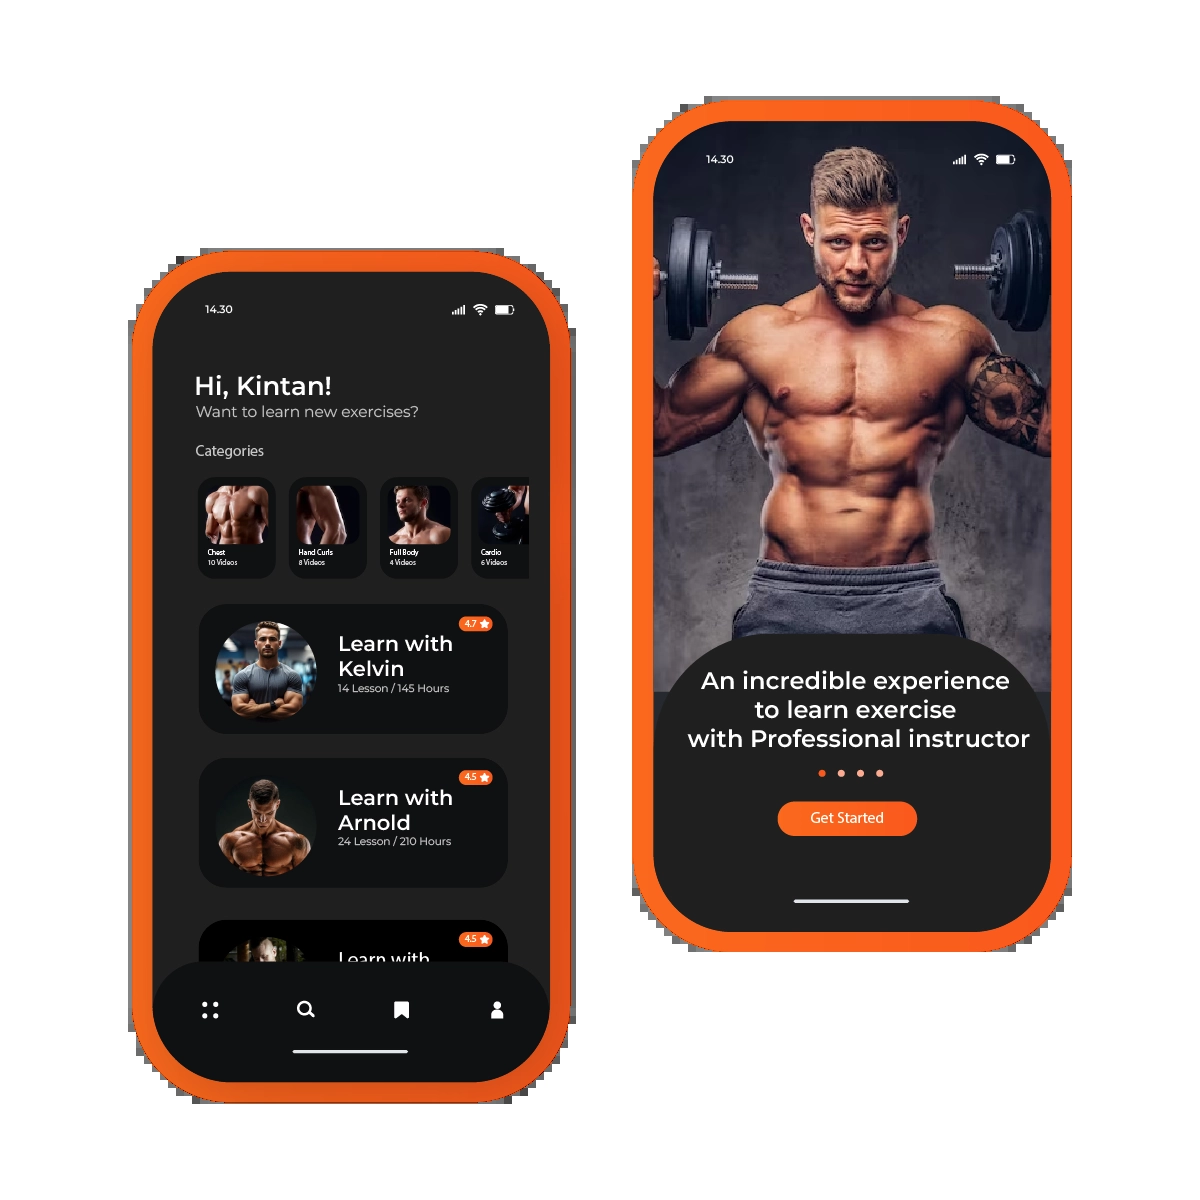 14.30
Hi, Kintan!
Want to learn new exercises?
Categories
Chest
10 Videos
Hand Curls
8 Videos
Full Body
4 Videos
Cardio
6 Videos
4.7
Learn with
Kelvin
14 Lesson / 145 Hours
4.5
Learn with
Arnold
24 Lesson / 210 Hours
4.5
Learn with
14.30
An incredible experience
to learn exercise
with Professional instructor
Get Started